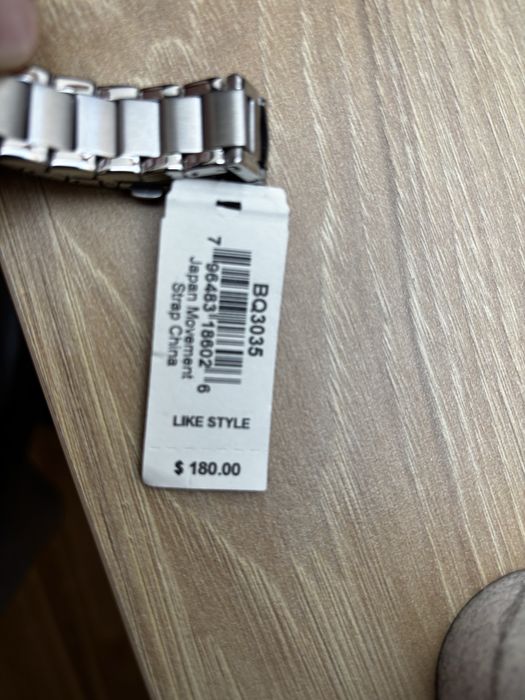 BQ3035
7 96483 18602 6
Japan Movement
Strap China
LIKE STYLE
$ 180.00